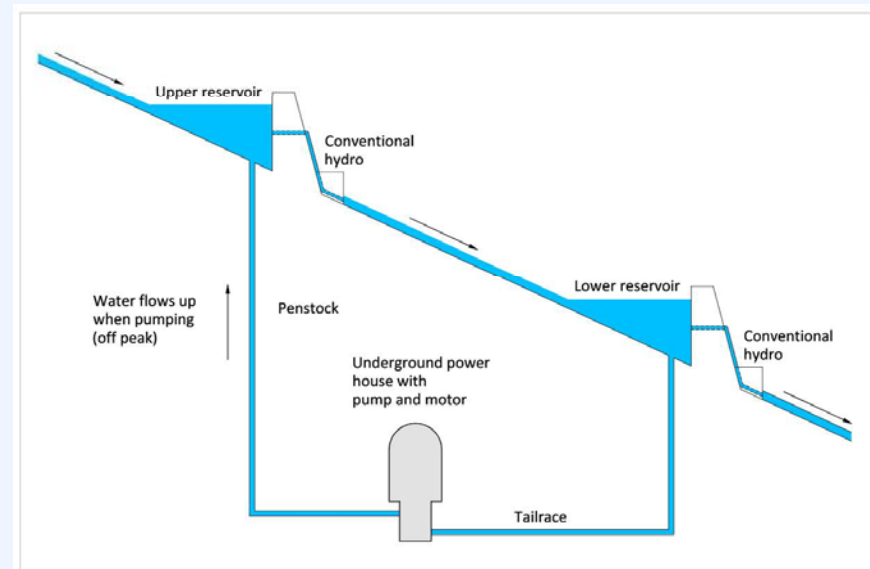 Upper reservoir
Conventional
hydro
Lower reservoir
Water flows up
when pumping
(off peak)
Penstock
Conventional
hydro
Underground power
house with
pump and motor
Tailrace